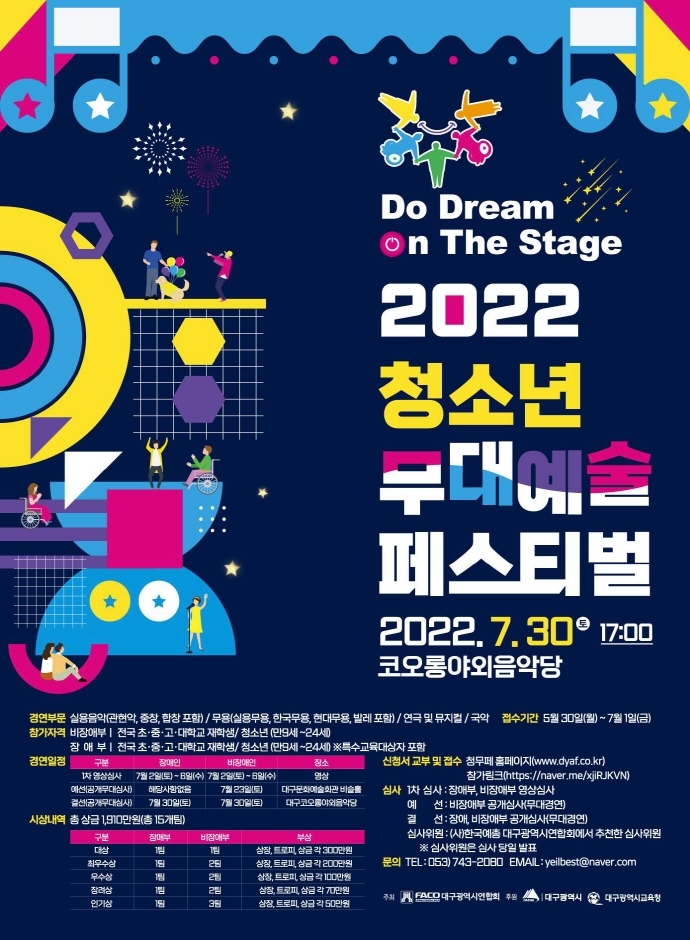 Do Dream
On The Stage
2022
청소년
무대예술
페스티벌
2022. 7. 30 토 17:00
코오롱야외음악당
경연부문 실용음악(관현악, 중창, 합창 포함) / 무용(실용무용, 한국무용, 현대무용, 발레 포함) / 연극 및 뮤지컬 / 국악 접수기간 5월 30일(월) ~ 7월 1일(금)
참가자격 비장애부 | 전국 초·중·고·대학교 재학생/ 청소년 (만9세 ~24세)
장 애 부 | 전국 초·중·고·대학교 재학생/ 청소년 (만9세 ~24세) ※특수교육대상자 포함
경연일정
구분 장애인 비장애인 장소
1차 영상심사 7월 2일(토) ~ 8일(수) 7월 2일(토) ~ 8일(수) 영상
예선(공개무대심사) 해당사항없음 7월 23일(토) 대구문화예술회관 비슬홀
결선(공개무대심사) 7월 30일(토) 7월 30일(토) 대구코오롱야외음악당
시상내역 총 상금 1,910만원(총 15개팀)
구분 장애부 비장애부 부상
대상 1팀 1팀 상장, 트로피, 상금 각 300만원
최우수상 1팀 2팀 상장, 트로피, 상금 각 200만원
우수상 1팀 2팀 상장, 트로피, 상금 각 100만원
장려상 1팀 2팀 상장, 트로피, 상금 각 70만원
인기상 1팀 3팀 상장, 트로피, 상금 각 50만원
신청서 교부 및 접수 청무페 홈페이지(www.dyaf.co.kr)
참가링크(https://naver.me/xjiRJKVN)
심사 1차 심사 : 장애부, 비장애부 영상심사
예 선 : 비장애부 공개심사(무대경연)
결 선 : 장애, 비장애부 공개심사(무대경연)
심사위원 : (사)한국예총 대구광역시연합회에서 추천한 심사위원
※ 심사위원은 심사 당일 발표
문의 TEL : 053) 743-2080 EMAIL : yeilbest@naver.com
주최 FACO 대구광역시연합회 후원 대구광역시 대구광역시교육청